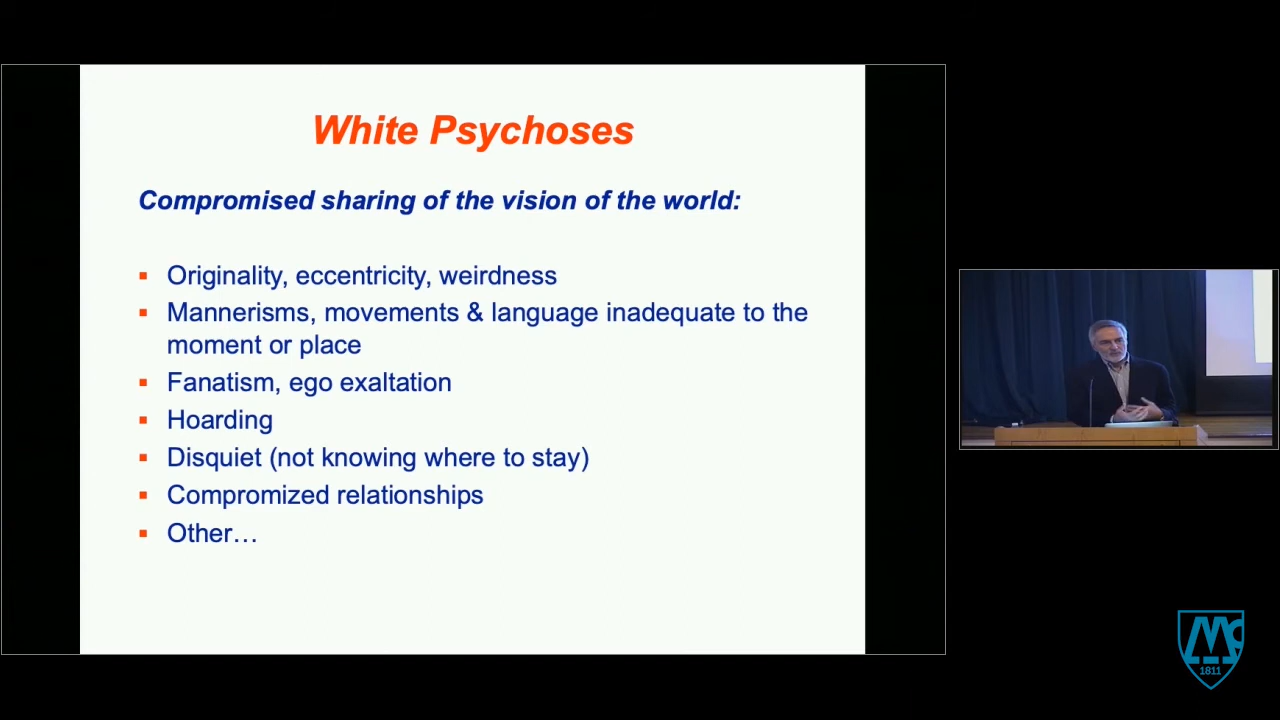 White Psychoses
Compromised sharing of the vision of the world:
▪ Originality, eccentricity, weirdness
▪ Mannerisms, movements & language inadequate to the
moment or place
▪ Fanatism, ego exaltation
▪ Hoarding
▪ Disquiet (not knowing where to stay)
▪ Compromized relationships
▪ Other…
1811